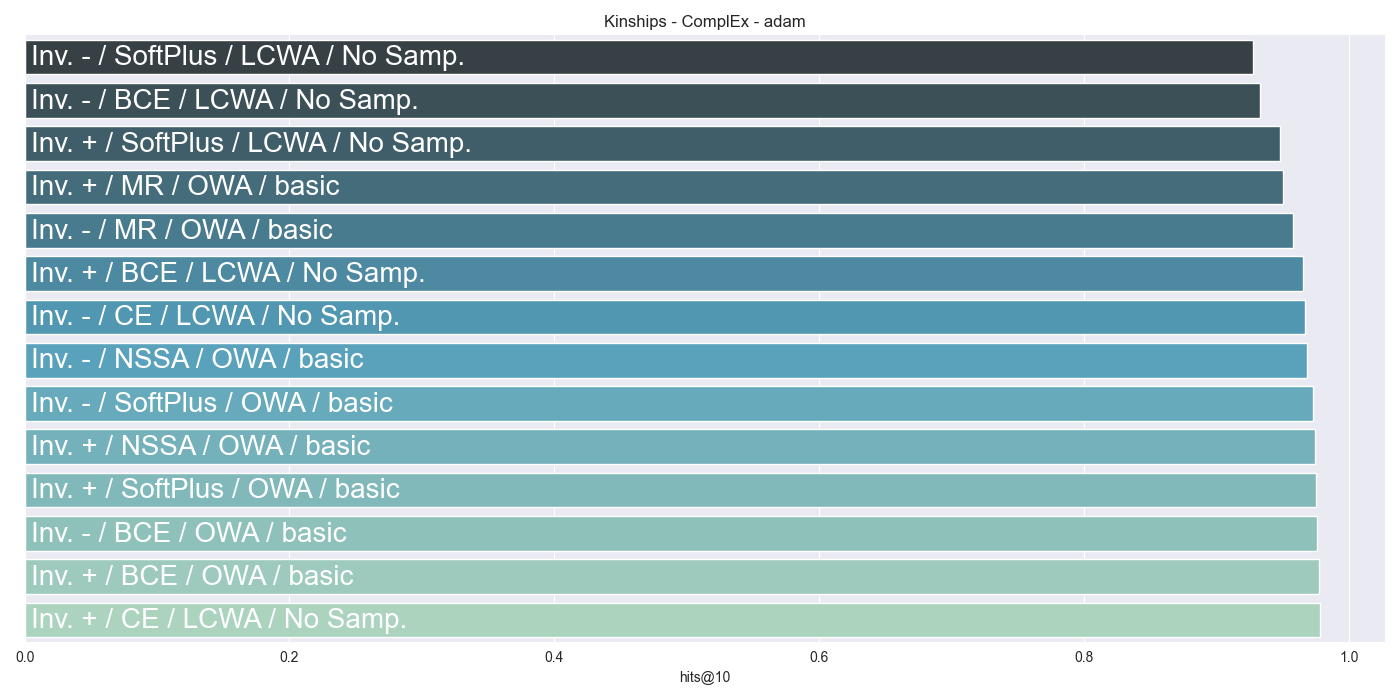 Kinships - ComplEx - adam
Inv. - / SoftPlus / LCWA / No Samp.
Inv. - / BCE / LCWA / No Samp.
Inv. + / SoftPlus / LCWA / No Samp.
Inv. + / MR / OWA / basic
Inv. - / MR / OWA / basic
Inv. + / BCE / LCWA / No Samp.
Inv. - / CE / LCWA / No Samp.
Inv. - / NSSA / OWA / basic
Inv. - / SoftPlus / OWA / basic
Inv. + / NSSA / OWA / basic
Inv. + / SoftPlus / OWA / basic
Inv. - / BCE / OWA / basic
Inv. + / BCE / OWA / basic
Inv. + / CE / LCWA / No Samp.
0.0 0.2 0.4 0.6 0.8 1.0
hits@10